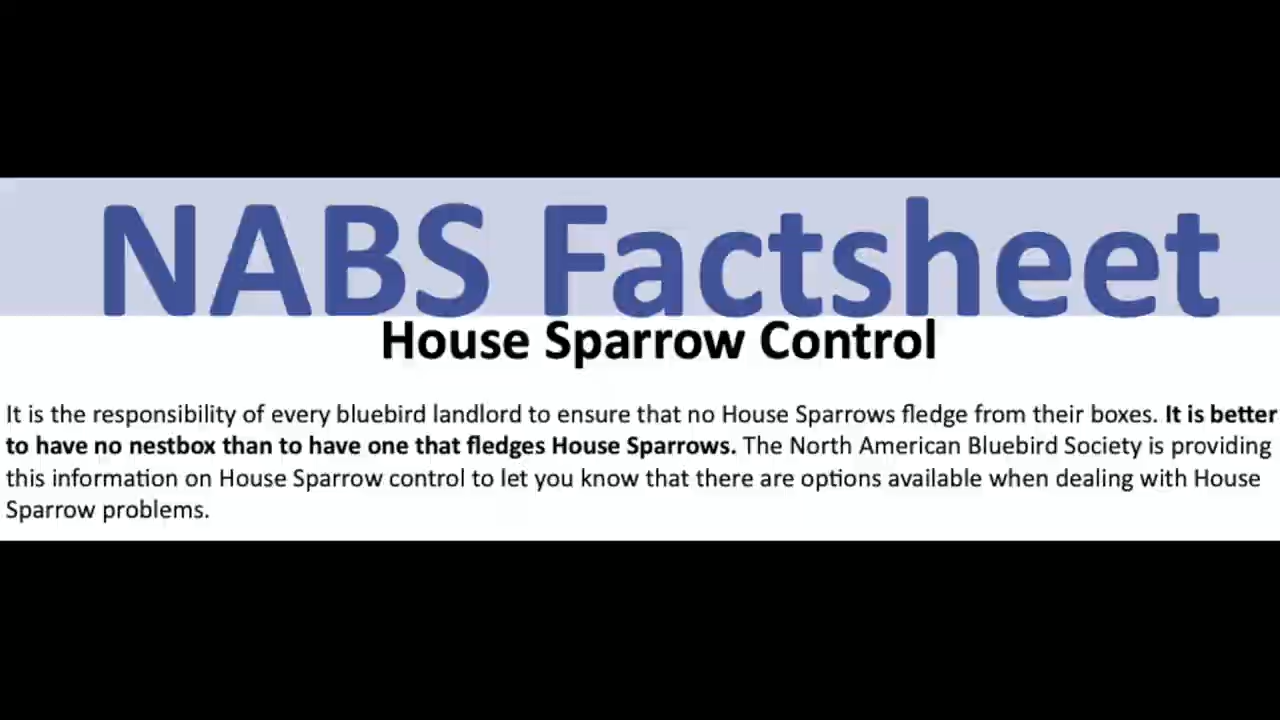 NABS Factsheet
House Sparrow Control
It is the responsibility of every bluebird landlord to ensure that no House Sparrows fledge from their boxes. It is better
to have no nestbox than to have one that fledges House Sparrows. The North American Bluebird Society is providing
this information on House Sparrow control to let you know that there are options available when dealing with House
Sparrow problems.